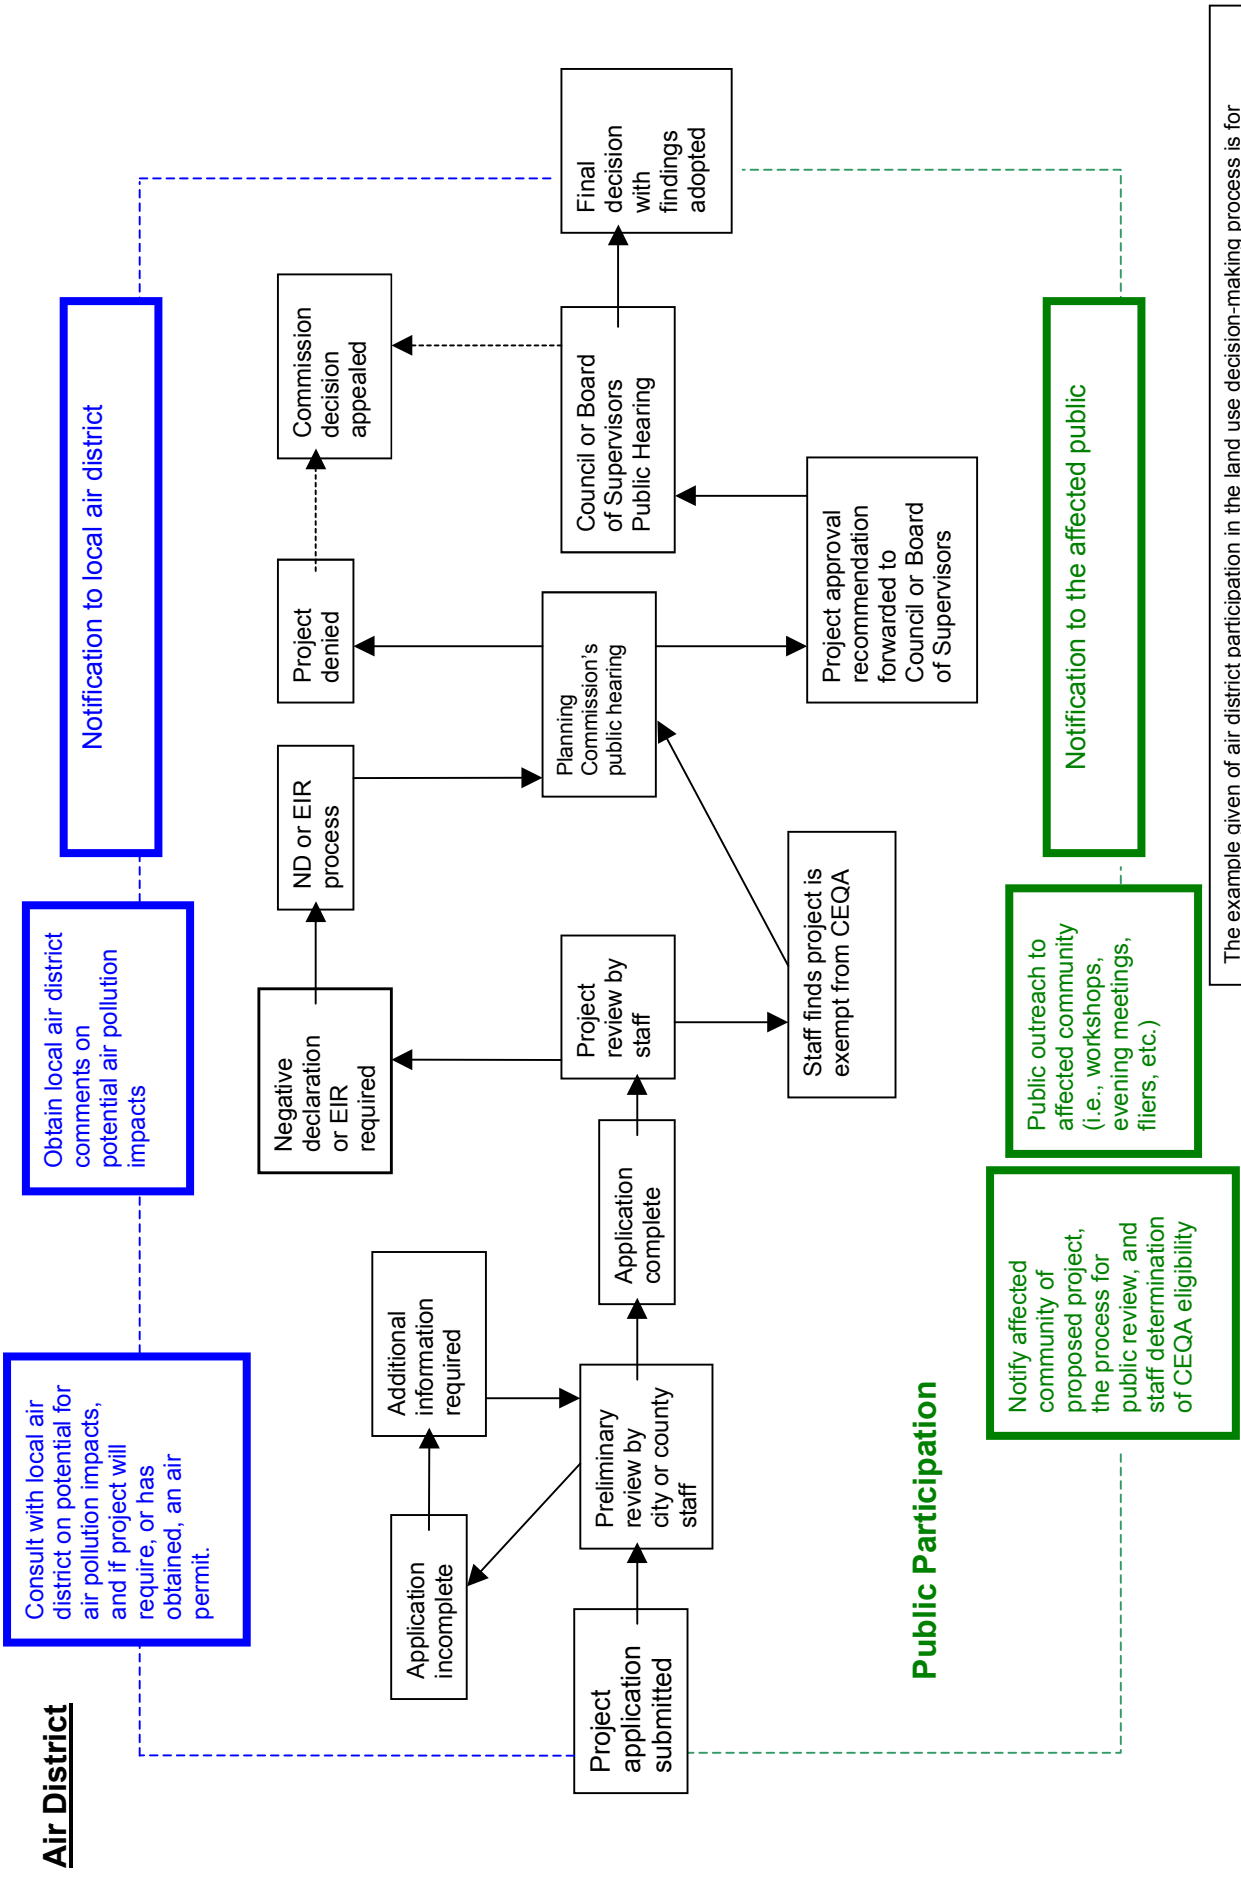 Air District
Consult with local air
district on potential for
air pollution impacts,
and if project will
require, or has
obtained, an air
permit.
Obtain local air district
comments on
potential air pollution
impacts
Notification to local air district
Project
application
submitted
Application
incomplete
Additional
information
required
Preliminary
review by
city or county
staff
Application
complete
Negative
declaration
or EIR
required
Project
review by
staff
Staff finds project is
exempt from CEQA
ND or EIR
process
Planning
Commission’s
public hearing
Project
denied
Project approval
recommendation
forwarded to
Council or Board
of Supervisors
Commission
decision
appealed
Council or Board
of Supervisors
Public Hearing
Final
decision
with
findings
adopted
Public Participation
Notify affected
community of
proposed project,
the process for
public review, and
staff determination
of CEQA eligibility
Public outreach to
affected community
(i.e., workshops,
evening meetings,
fliers, etc.)
Notification to the affected public
The example given of air district participation in the land use decision-making process is for